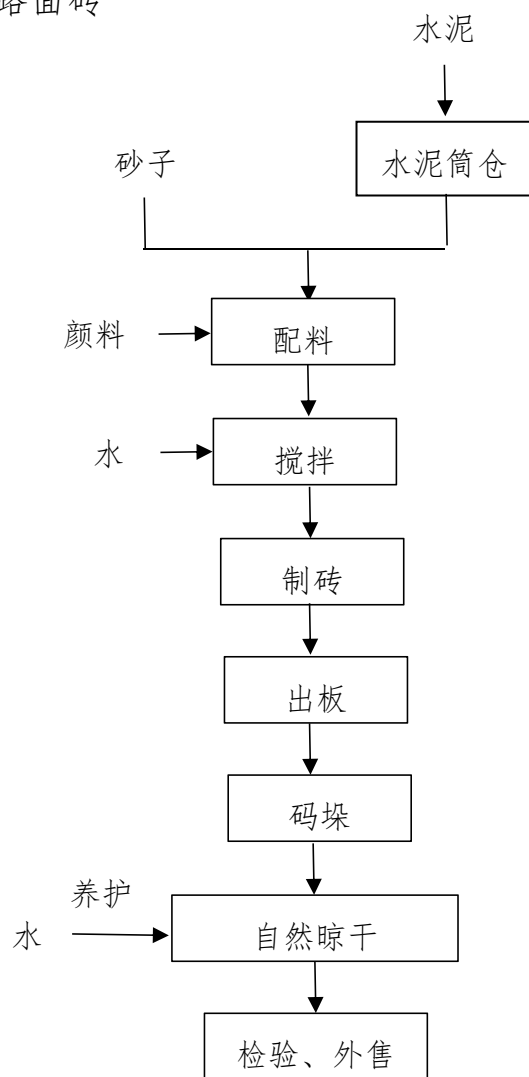 路面砖
水泥
砂子
水泥筒仓
颜料
配料
水
搅拌
制砖
出板
码垛
养护
水
自然晾干
检验、外售